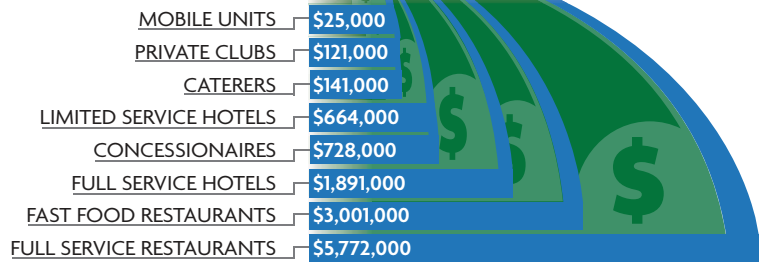 MOBILE UNITS $25,000
PRIVATE CLUBS $121,000
CATERERS $141,000
LIMITED SERVICE HOTELS $664,000
CONCESSIONAIRES $728,000
FULL SERVICE HOTELS $1,891,000
FAST FOOD RESTAURANTS $3,001,000
FULL SERVICE RESTAURANTS $5,772,000
$
$
$
$